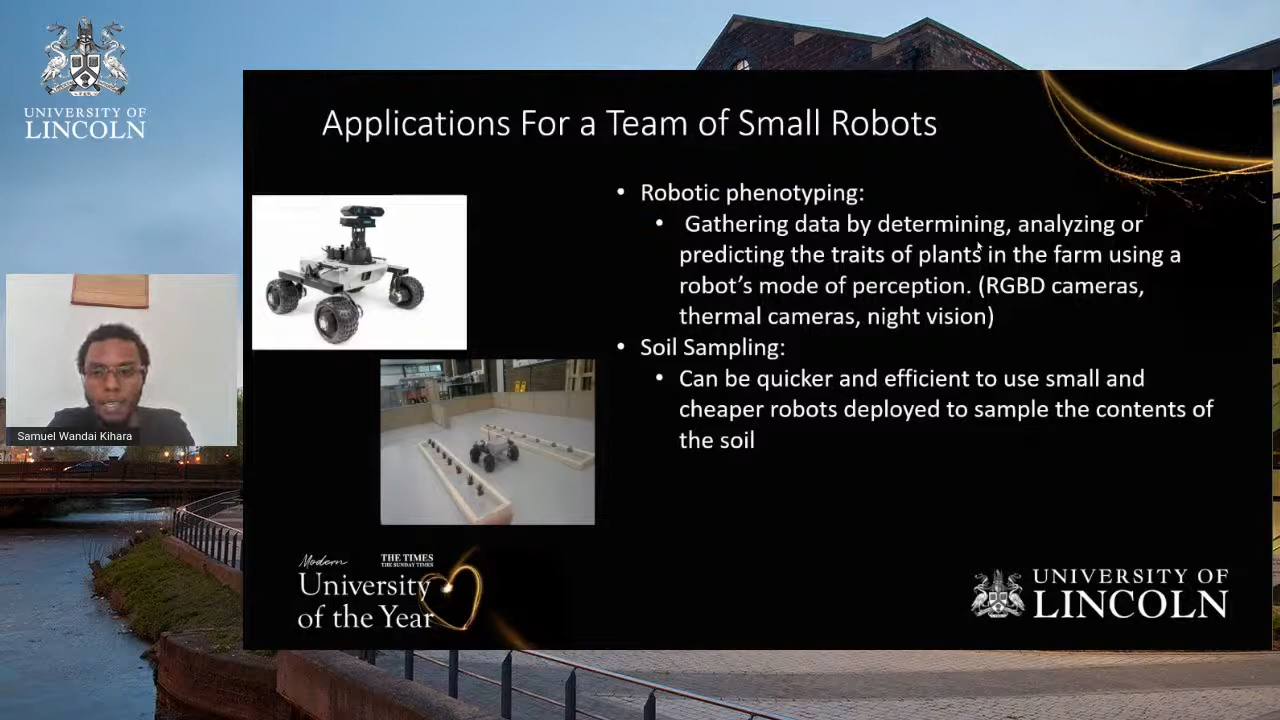 UNIVERSITY OF
LINCOLN
Applications For a Team of Small Robots
• Robotic phenotyping:
• Gathering data by determining, analyzing or
predicting the traits of plants in the farm using a
robot’s mode of perception. (RGBD cameras,
thermal cameras, night vision)
• Soil Sampling:
• Can be quicker and efficient to use small and
cheaper robots deployed to sample the contents of
the soil
Samuel Wandai Kihara
Modern
THE TIMES
THE SUNDAY TIMES
University
of the Year
UNIVERSITY OF
LINCOLN